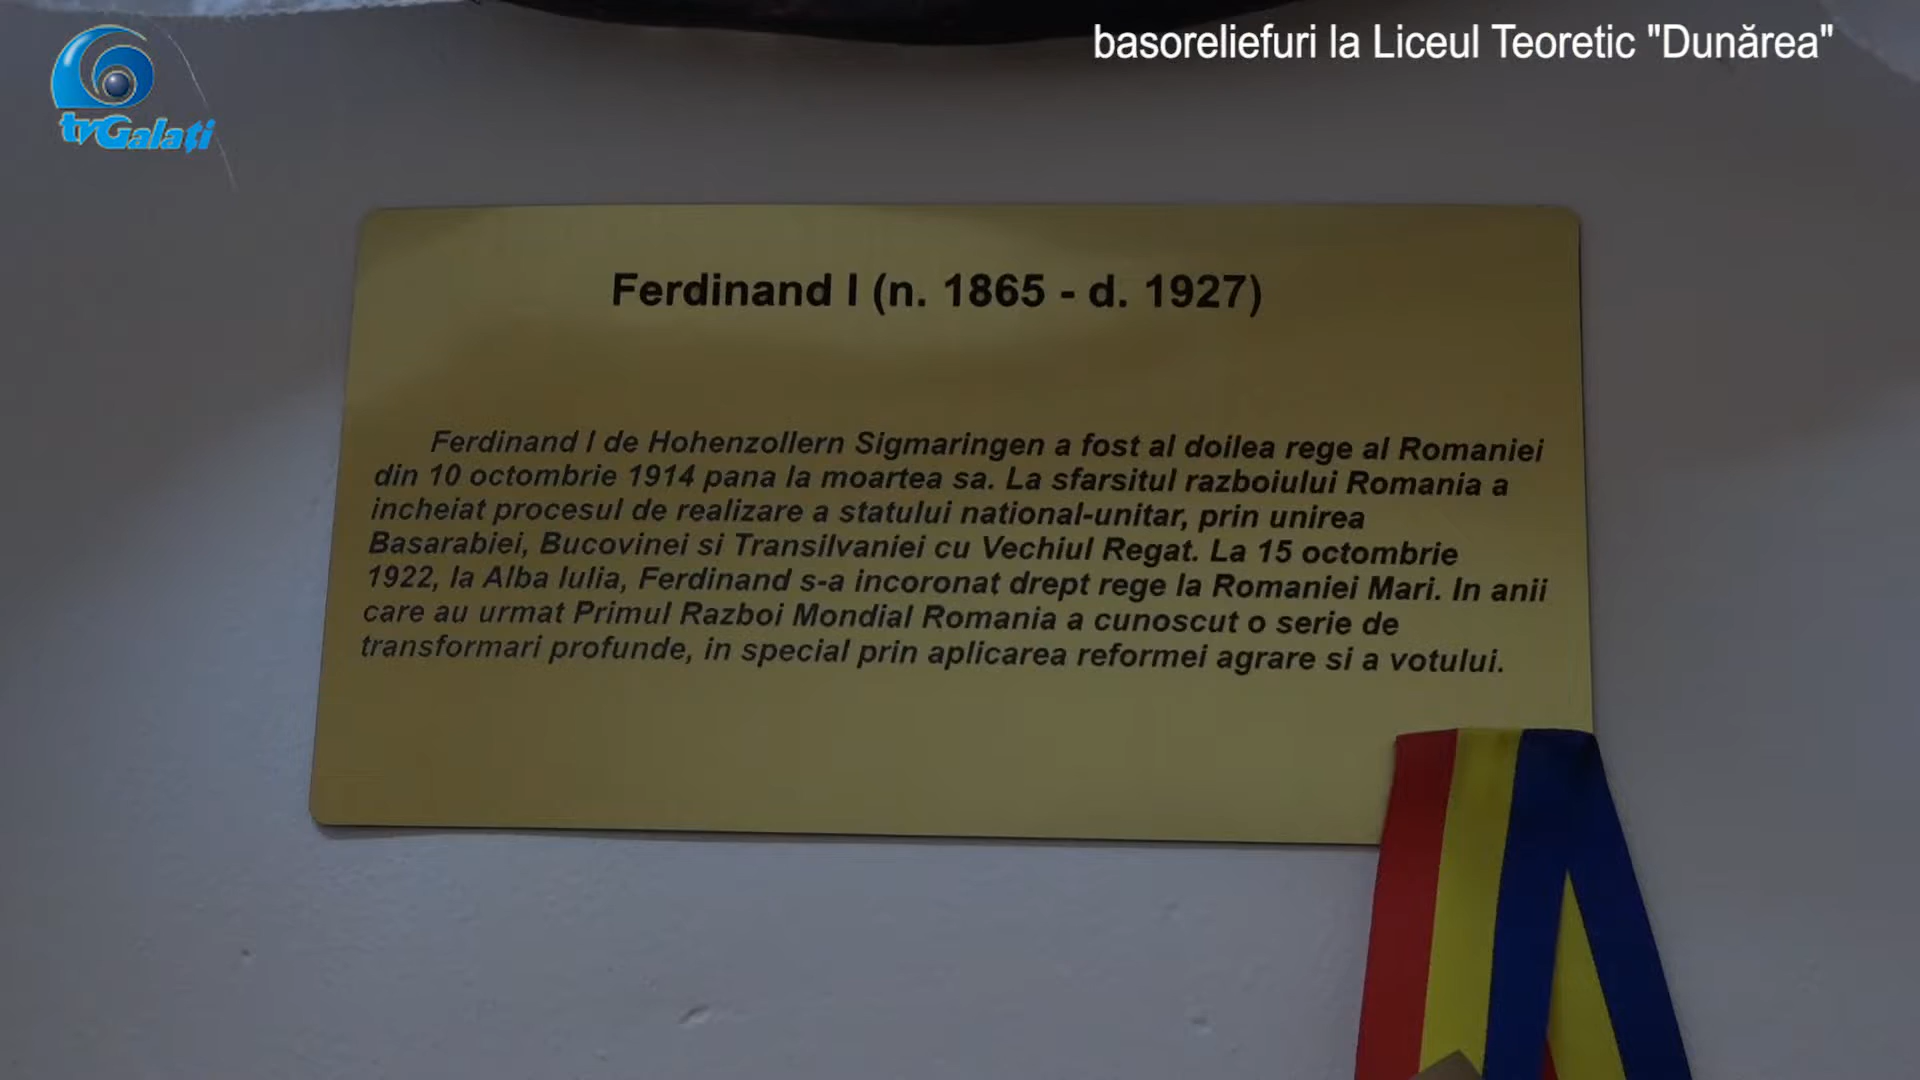 basoreliefuri la Liceul Teoretic "Dunărea"
tvGalaţi
Ferdinand I (n. 1865 - d. 1927)
Ferdinand I de Hohenzollern Sigmaringen a fost al doilea rege al Romaniei
din 10 octombrie 1914 pana la moartea sa. La sfarsitul razboiului Romania a
incheiat procesul de realizare a statului national-unitar, prin unirea
Basarabiei, Bucovinei si Transilvaniei cu Vechiul Regat. La 15 octombrie
1922, la Alba Iulia, Ferdinand s-a incoronat drept rege la Romaniei Mari. In anii
care au urmat Primul Razboi Mondial Romania a cunoscut o serie de
transformari profunde, in special prin aplicarea reformei agrare si a votului.